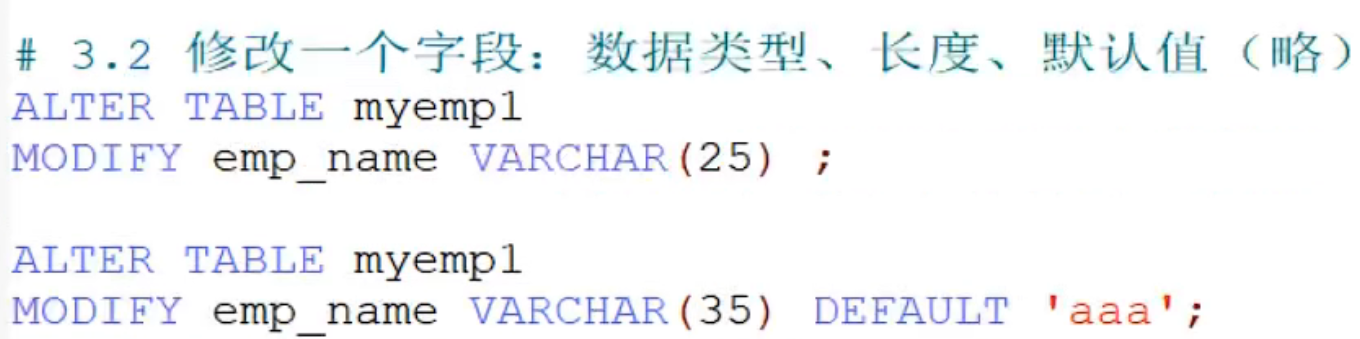 # 3.2 修改一个字段：数据类型、长度、默认值（略）
ALTER TABLE myemp1
MODIFY emp_name VARCHAR(25) ;
ALTER TABLE myemp1
MODIFY emp_name VARCHAR(35) DEFAULT 'aaa';